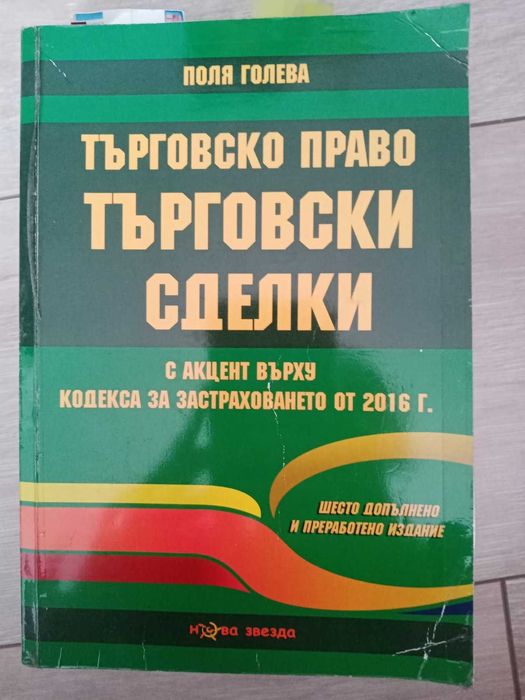 ПОЛЯ ГОЛЕВА
ТЪРГОВСКО ПРАВО
ТЪРГОВСКИ
СДЕЛКИ
С АКЦЕНТ ВЪРХУ
КОДЕКСА ЗА ЗАСТРАХОВАНЕТО ОТ 2016 Г.
ШЕСТО ДОПЪЛНЕНО
И ПРЕРАБОТЕНО ИЗДАНИЕ
нова звезда